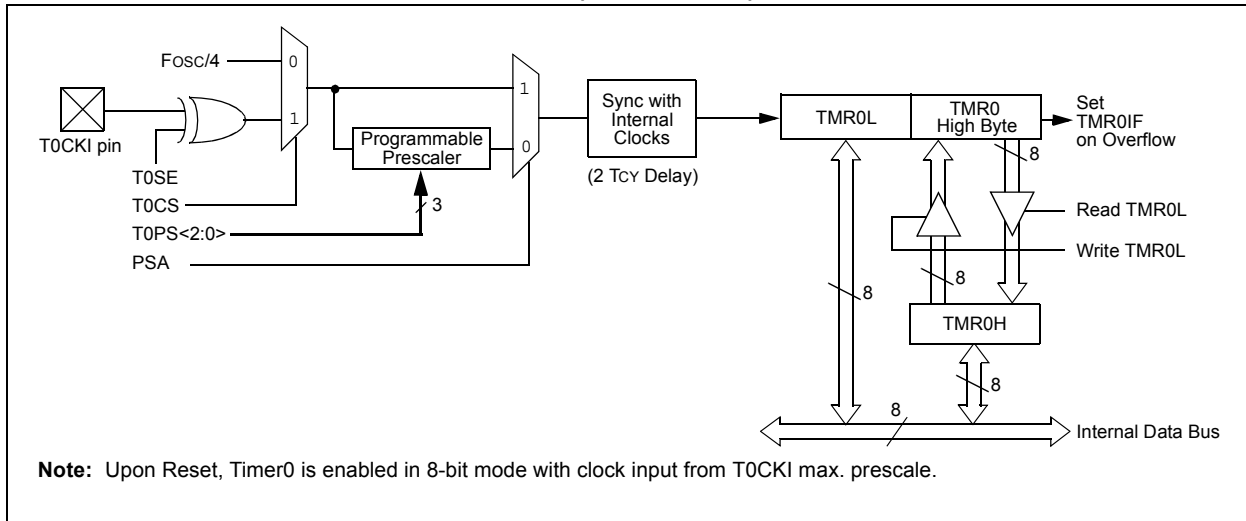 Fosc/4
0
1
T0CKI pin
T0SE
T0CS
T0PS<2:0>
PSA
Programmable
Prescaler
3
1
0
Sync with
Internal
Clocks
(2 TCY Delay)
TMR0L
TMR0
High Byte
Set
TMR0IF
on Overflow
8
Read TMR0L
Write TMR0L
8
8
TMR0H
8
8
Internal Data Bus
Note: Upon Reset, Timer0 is enabled in 8-bit mode with clock input from T0CKI max. prescale.